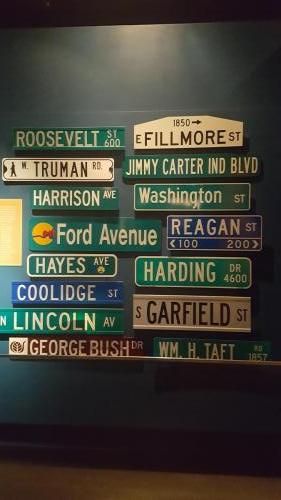 ROOSEVELT ST 600
1850→
E FILLMORE ST
W. TRUMAN RD.
JIMMY CARTER IND BLVD
HARRISON AVE
Washington ST
Ford Avenue
REAGAN ST
<100 200>
HAYES AVE
HARDING DR 4600
COOLIDGE ST
S GARFIELD ST
N LINCOLN AV
GEORGE BUSH DR
WM. H. TAFT RD 1857